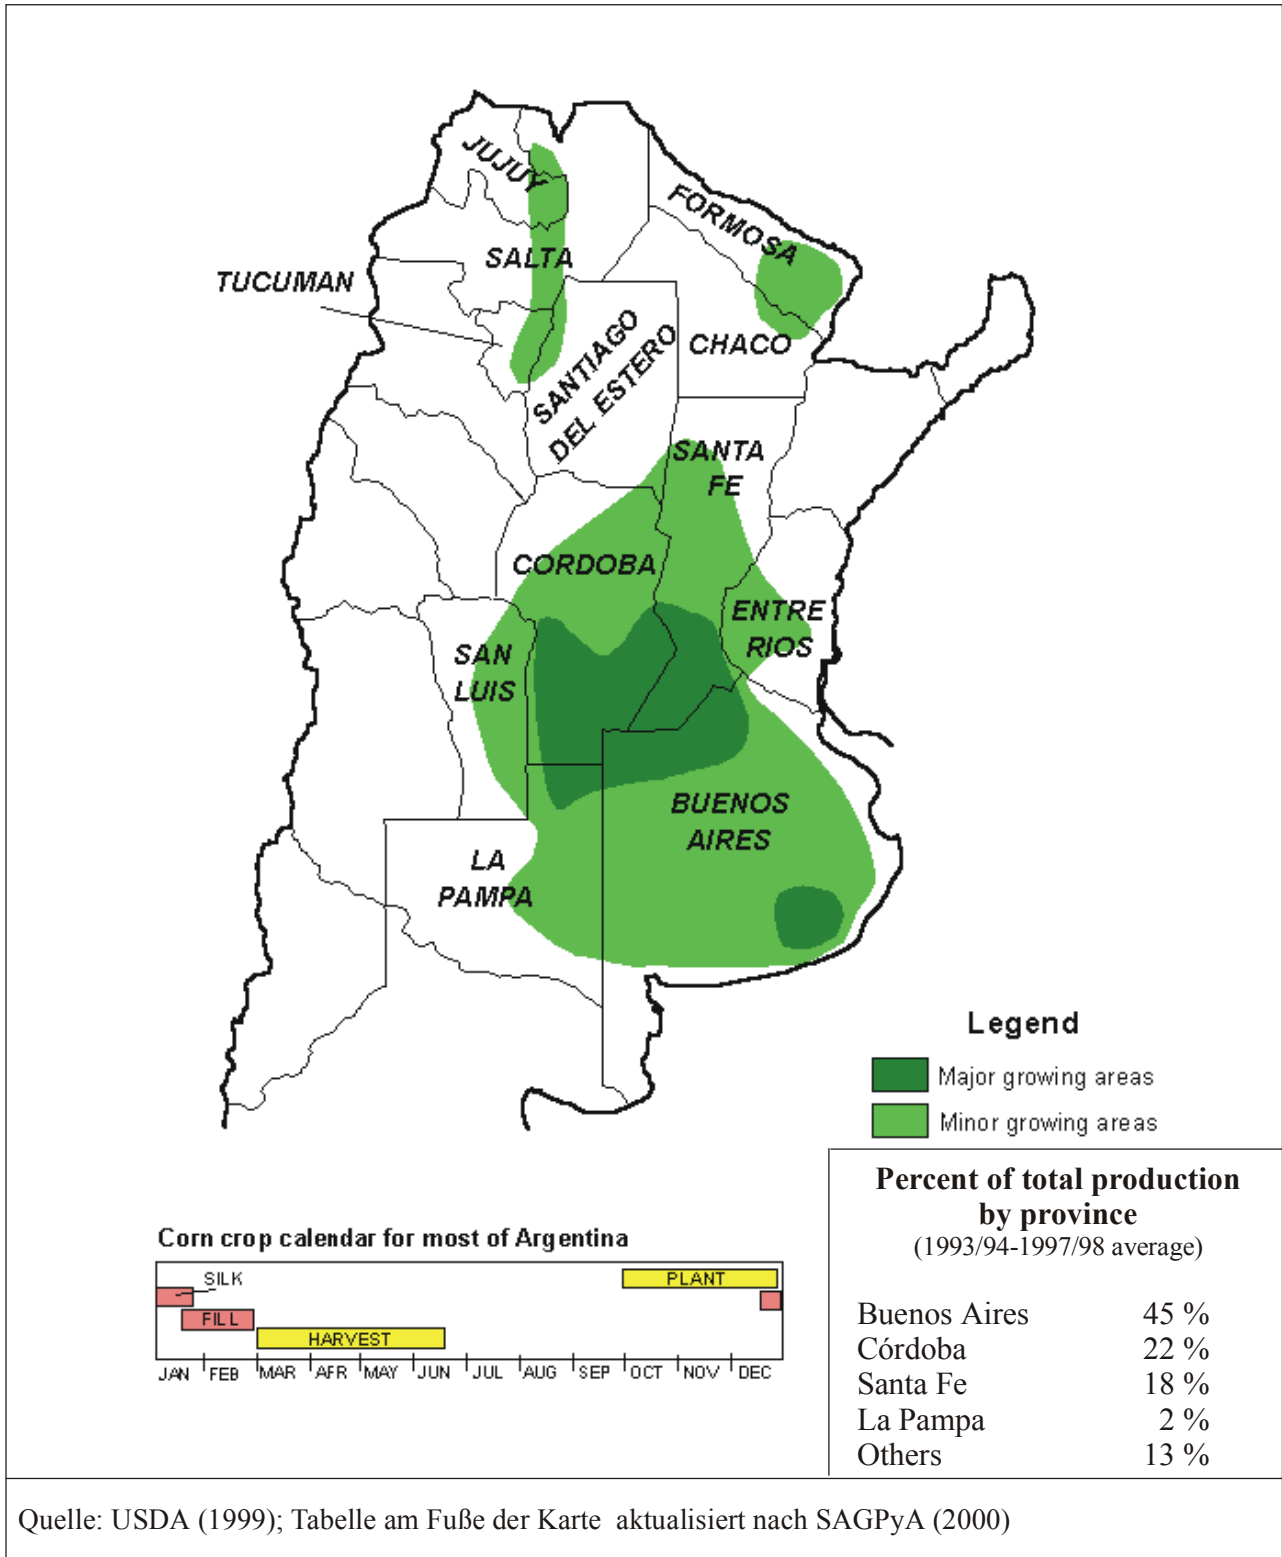 JUJUY
FORMOSA
SALTA
TUCUMAN
SANTIAGO
DEL ESTERO
CHACO
SANTA
FE
CORDOBA
ENTRE
RIOS
SAN
LUIS
BUENOS
AIRES
LA
PAMPA
Legend
Major growing areas
Minor growing areas
Percent of total production
by province
(1993/94-1997/98 average)
Buenos Aires 45 %
Córdoba 22 %
Santa Fe 18 %
La Pampa 2 %
Others 13 %
Corn crop calendar for most of Argentina
SILK
PLANT
FILL
HARVEST
JAN FEB MAR AFR MAY JUN JUL AUG SEP OCT NOV DEC
Quelle: USDA (1999); Tabelle am Fuße der Karte aktualisiert nach SAGPyA (2000)